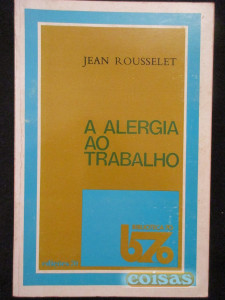 JEAN ROUSSELET
A ALERGIA
AO
TRABALHO
coisas